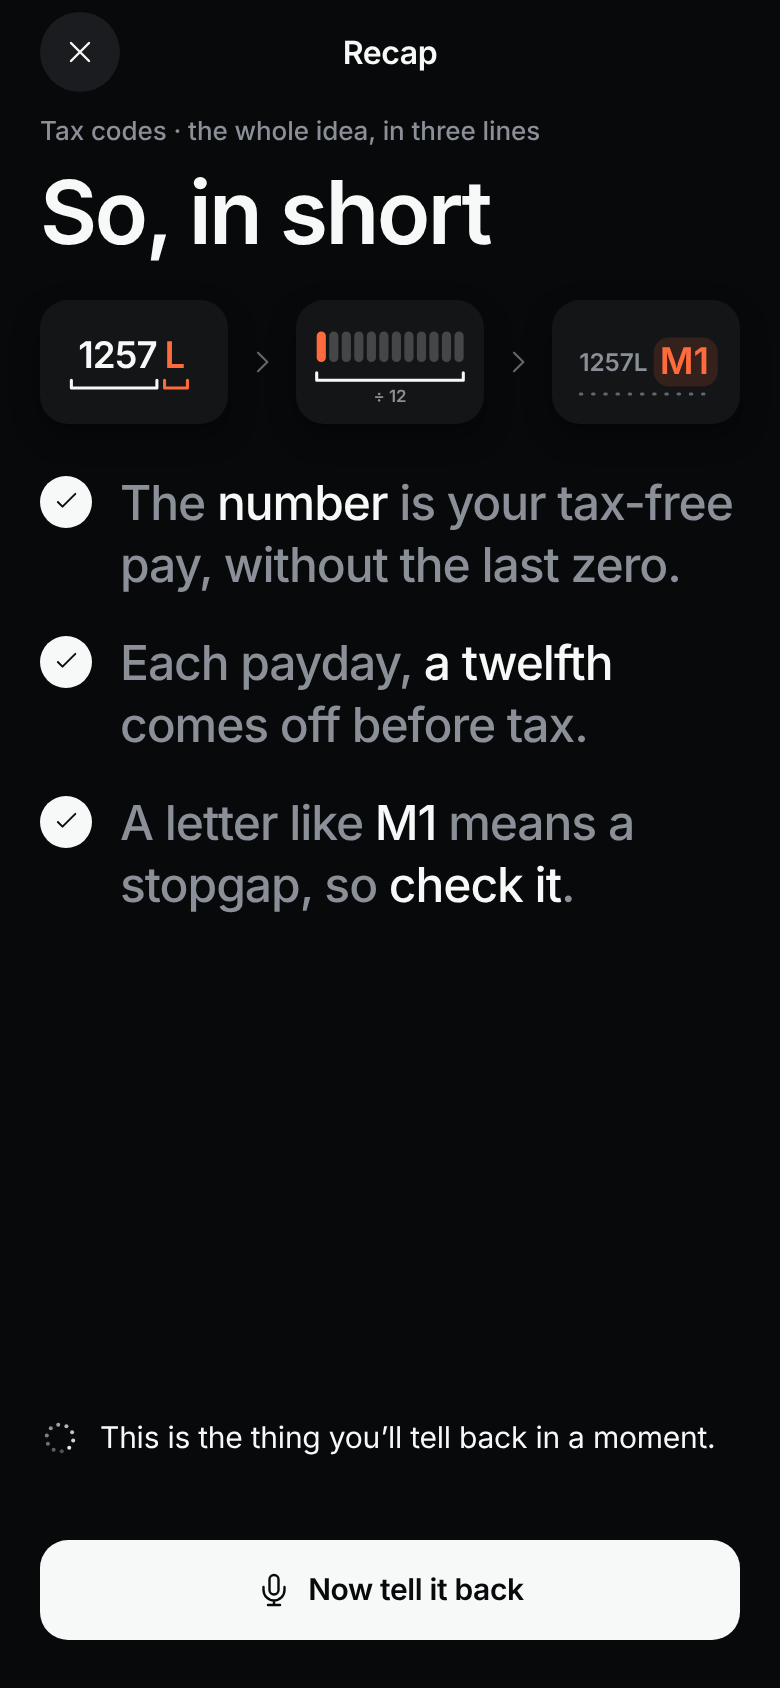 Recap
Tax codes · the whole idea, in three lines
So, in short
1257 L
÷ 12
1257L M1
The number is your tax-free
pay, without the last zero.
Each payday, a twelfth
comes off before tax.
A letter like M1 means a
stopgap, so check it.
This is the thing you’ll tell back in a moment.
Now tell it back